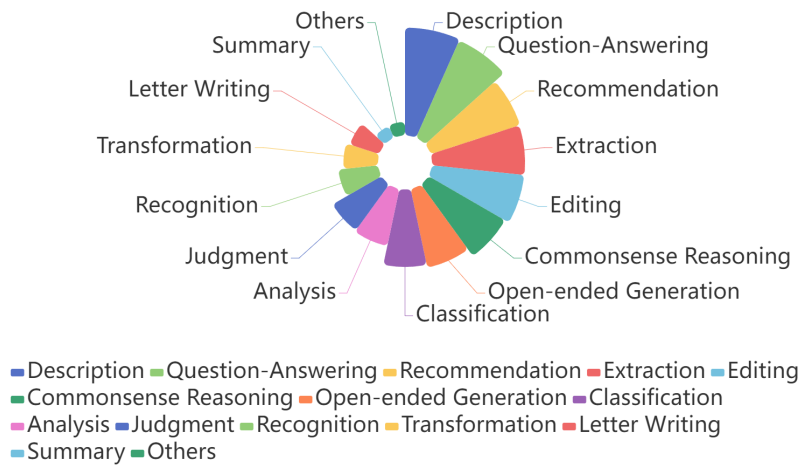 Others
Description
Summary
Question-Answering
Letter Writing
Recommendation
Transformation
Extraction
Recognition
Editing
Judgment
Commonsense Reasoning
Analysis
Open-ended Generation
Classification
Description Question-Answering Recommendation Extraction Editing
Commonsense Reasoning Open-ended Generation Classification
Analysis Judgment Recognition Transformation Letter Writing
Summary Others